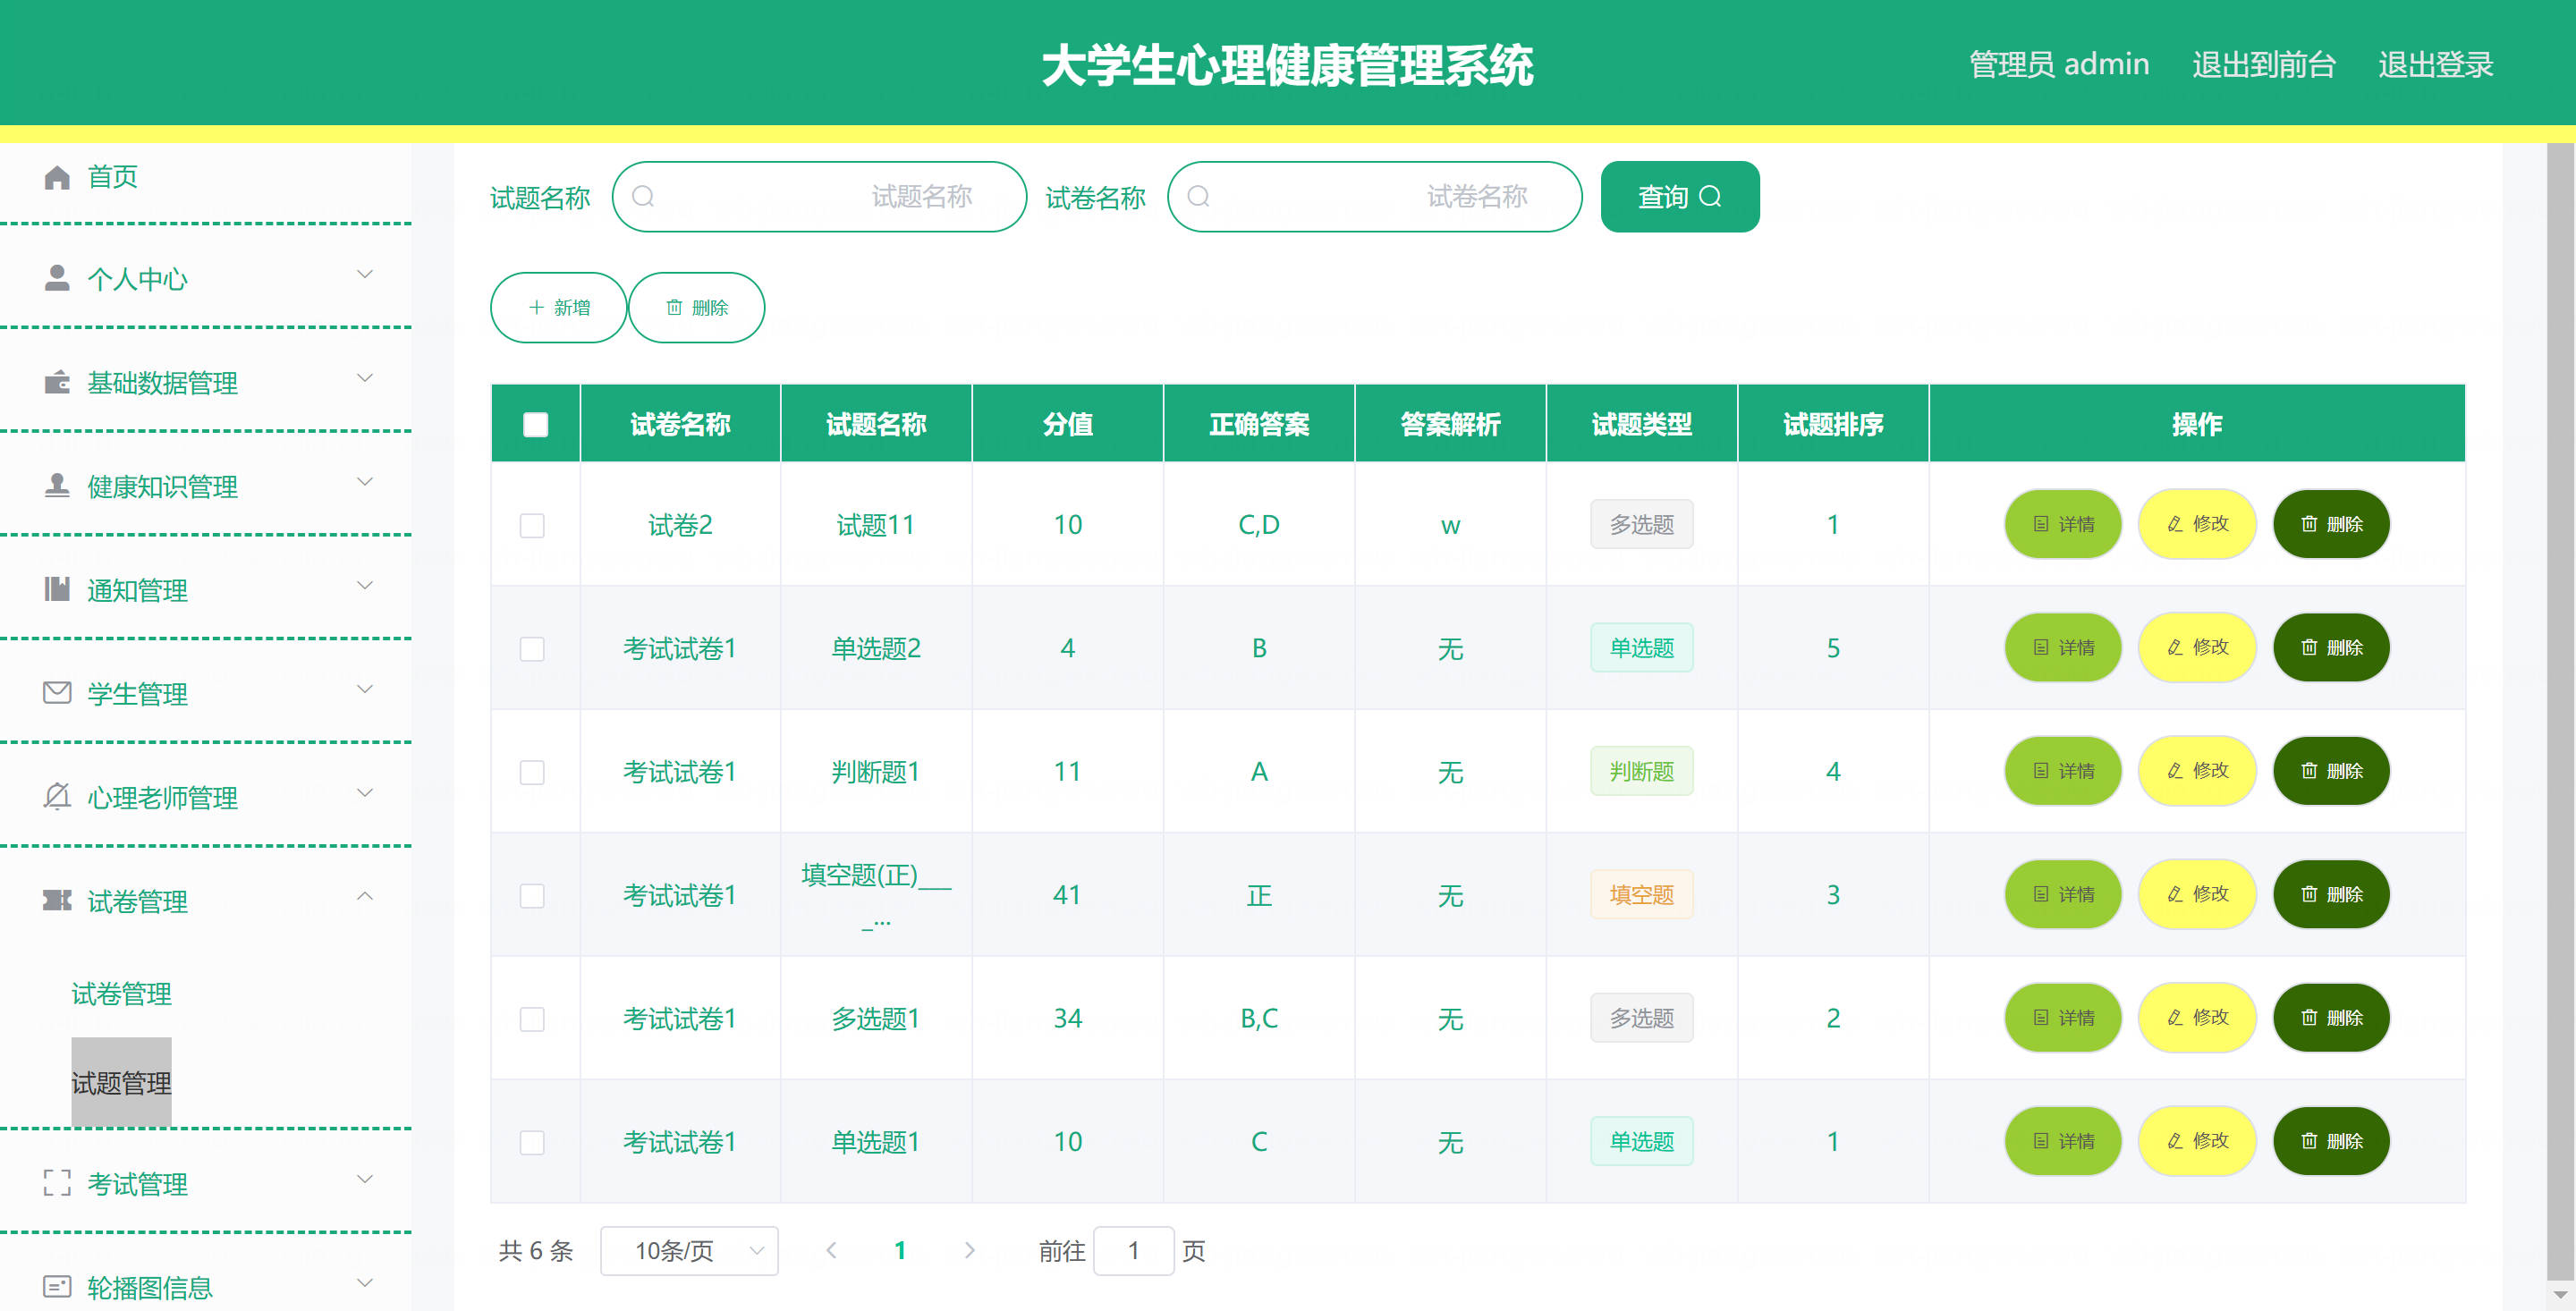 大学生心理健康管理系统
管理员 admin 退出到前台 退出登录
首页
个人中心
基础数据管理
健康知识管理
通知管理
学生管理
心理老师管理
试卷管理
试卷管理
试题管理
考试管理
轮播图信息
试题名称 试题名称 试卷名称 试卷名称 查询
新增 删除
试卷名称 试题名称 分值 正确答案 答案解析 试题类型 试题排序 操作
试卷2 试题11 10 C,D w 多选题 1 详情 修改 删除
考试试卷1 单选题2 4 B 无 单选题 5 详情 修改 删除
考试试卷1 判断题1 11 A 无 判断题 4 详情 修改 删除
考试试卷1 填空题(正)___ 41 正 无 填空题 3 详情 修改 删除
_...
考试试卷1 多选题1 34 B,C 无 多选题 2 详情 修改 删除
考试试卷1 单选题1 10 C 无 单选题 1 详情 修改 删除
共 6 条 10条/页 1 前往 1 页